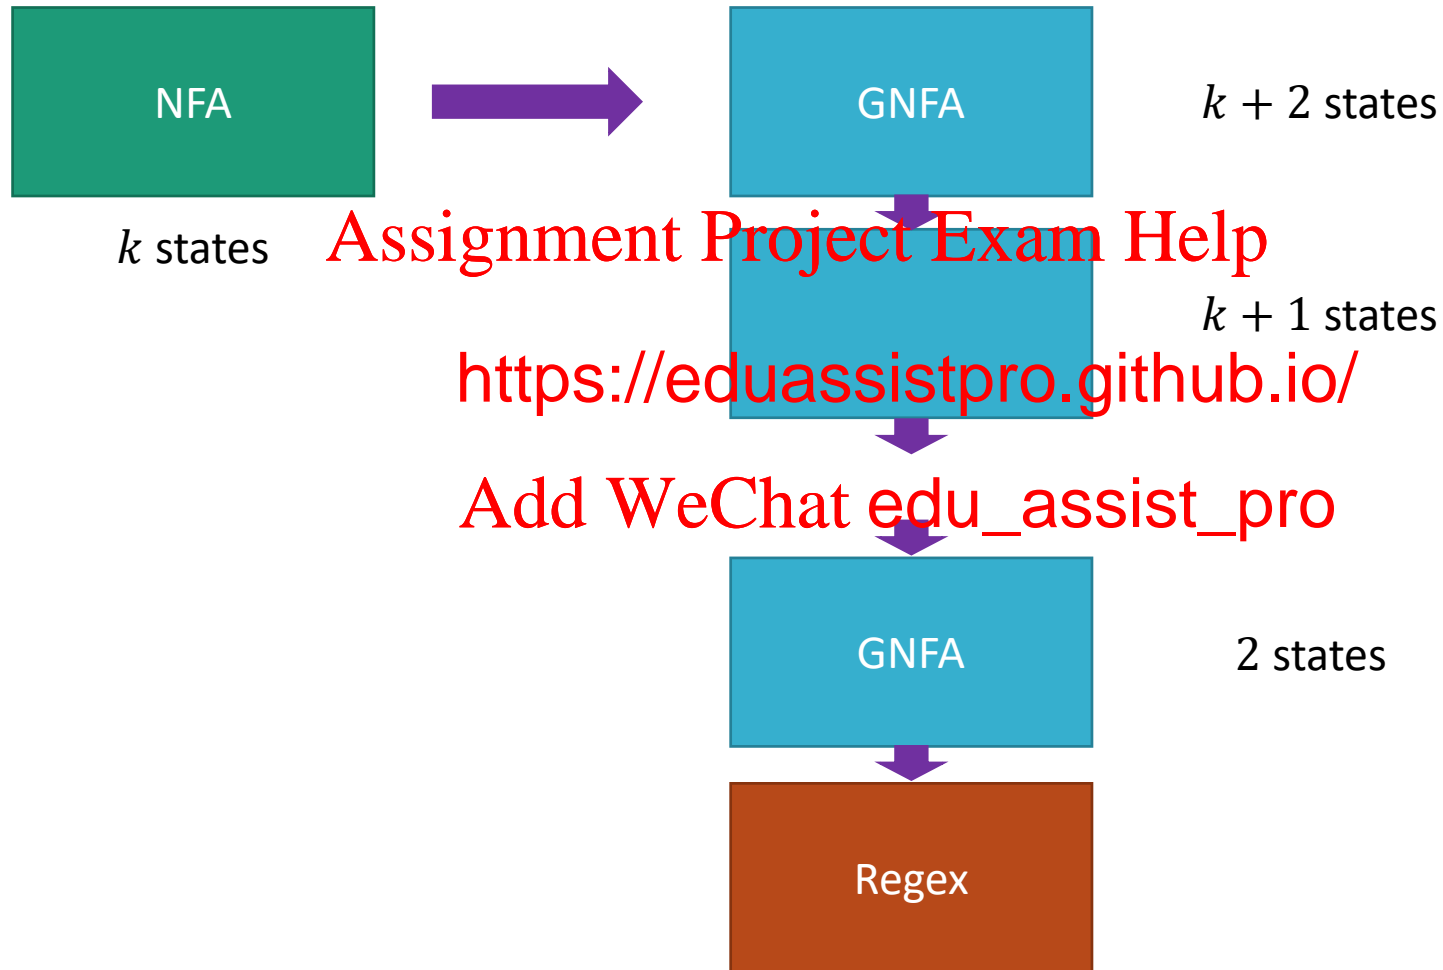 NFA
GNFA
k + 2 states
k states
Assignment Project Exam Help
k + 1 states
https://eduassistpro.github.io/
Add WeChat edu_assist_pro
GNFA
2 states
Regex